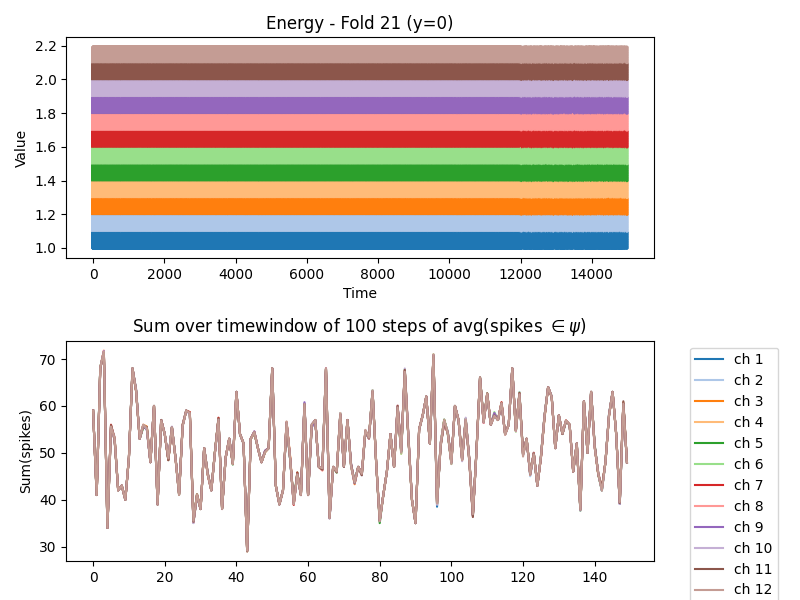 Energy - Fold 21 (y=0)
2.2
2.0
1.8
1.6
1.4
1.2
1.0
Value
0 2000 4000 6000 8000 10000 12000 14000
Time
Sum over timewindow of 100 steps of avg(spikes ∈ ψ)
70
60
50
40
30
Sum(spikes)
0 20 40 60 80 100 120 140
ch 1
ch 2
ch 3
ch 4
ch 5
ch 6
ch 7
ch 8
ch 9
ch 10
ch 11
ch 12